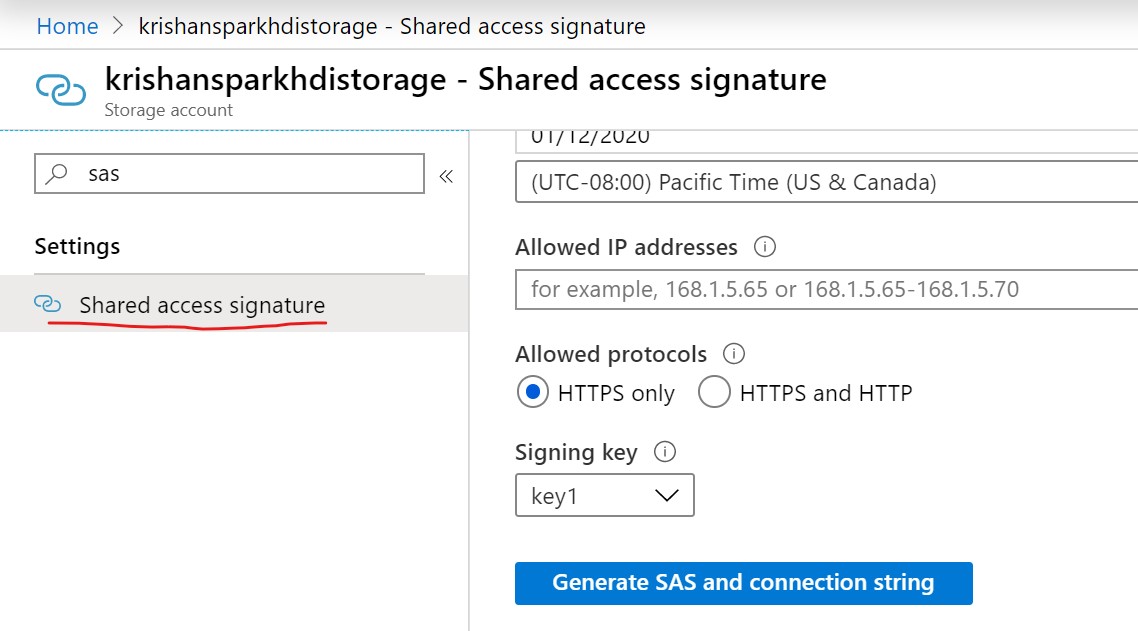 Home > krishansparkhdistorage - Shared access signature
krishansparkhdistorage - Shared access signature
Storage account
sas
«
Settings
Shared access signature
01/12/2020
(UTC-08:00) Pacific Time (US & Canada)
Allowed IP addresses
for example, 168.1.5.65 or 168.1.5.65-168.1.5.70
Allowed protocols
HTTPS only HTTPS and HTTP
Signing key
key1
Generate SAS and connection string